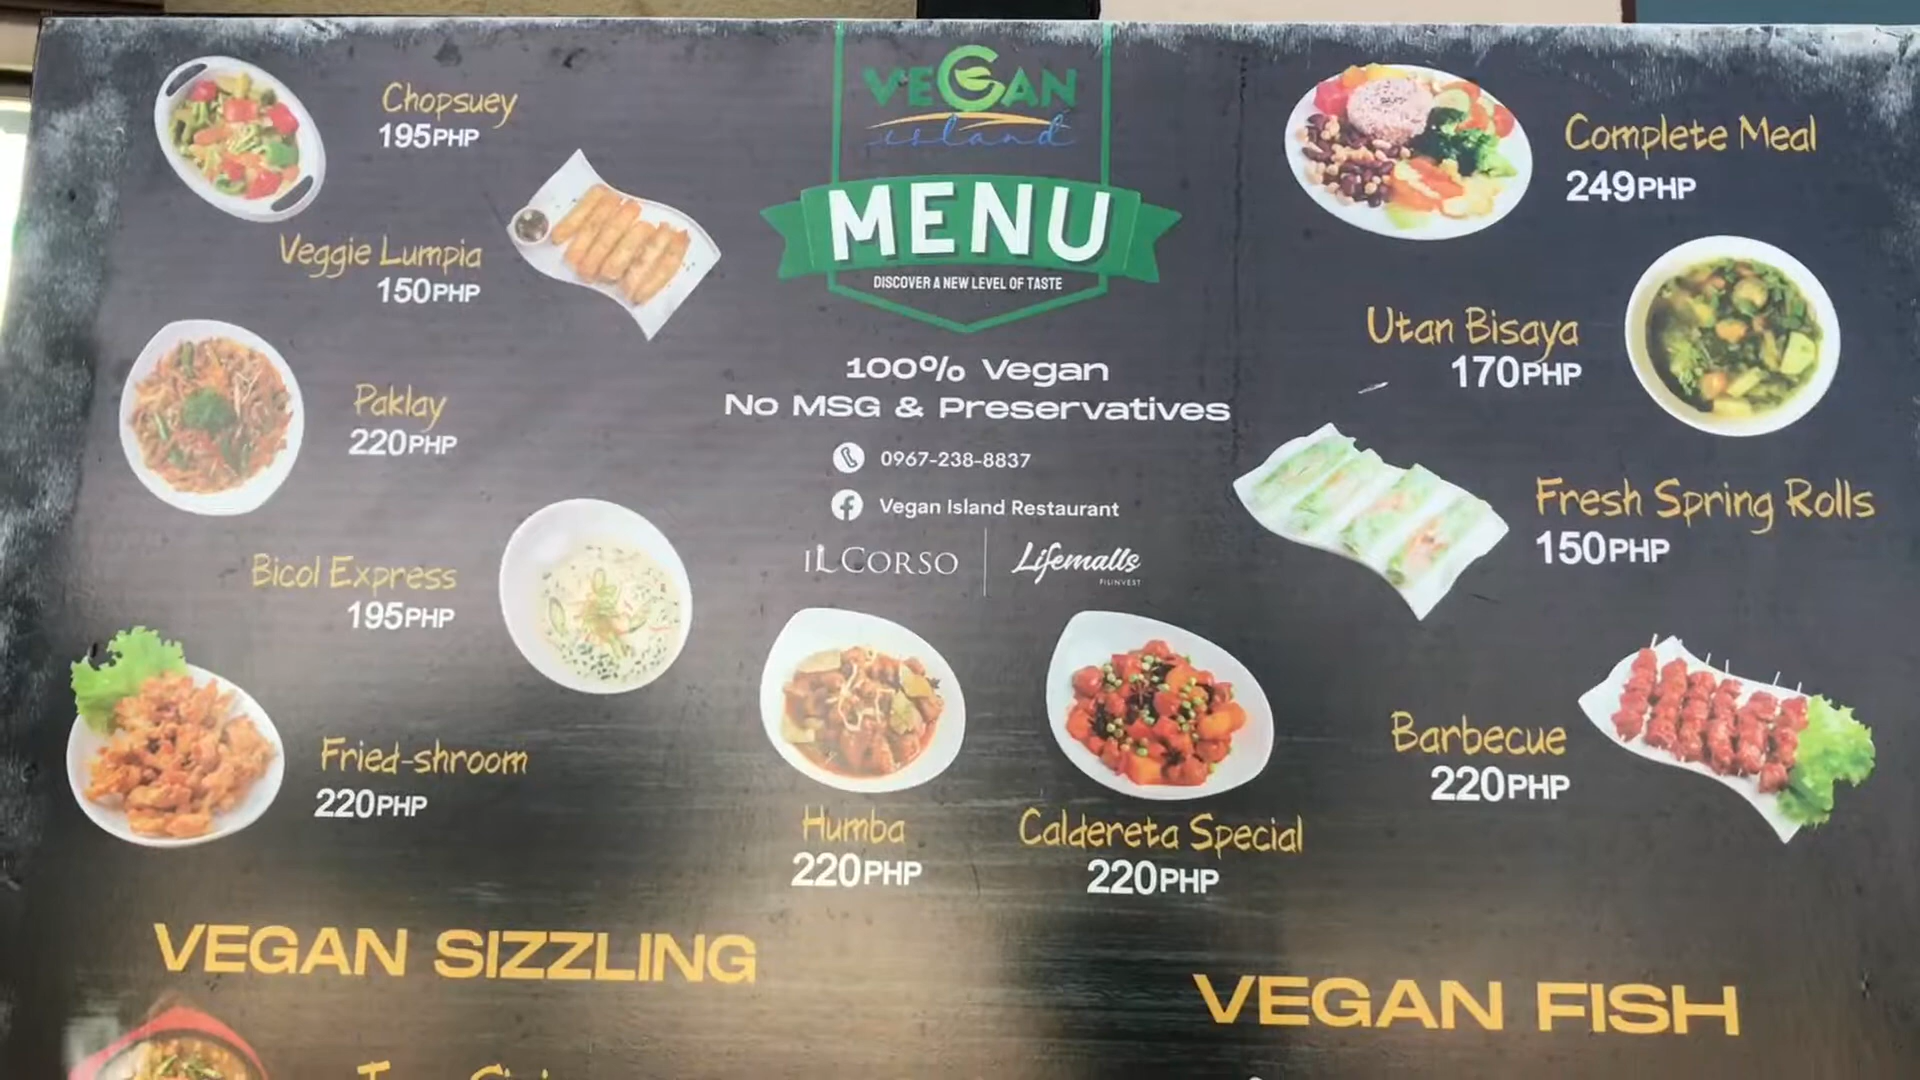 Chopsuey
195PHP
Veggie Lumpia
150PHP
Paklay
220PHP
Bicol Express
195PHP
Fried-shroom
220PHP
VEGAN
island
MENU
DISCOVER A NEW LEVEL OF TASTE
100% Vegan
No MSG & Preservatives
0967-238-8837
Vegan Island Restaurant
IL CORSO
Lifemalls
FILINVEST
Humba
220PHP
Caldereta Special
220PHP
Complete Meal
249PHP
Utan Bisaya
170PHP
Fresh Spring Rolls
150PHP
Barbecue
220PHP
VEGAN SIZZLING
VEGAN FISH